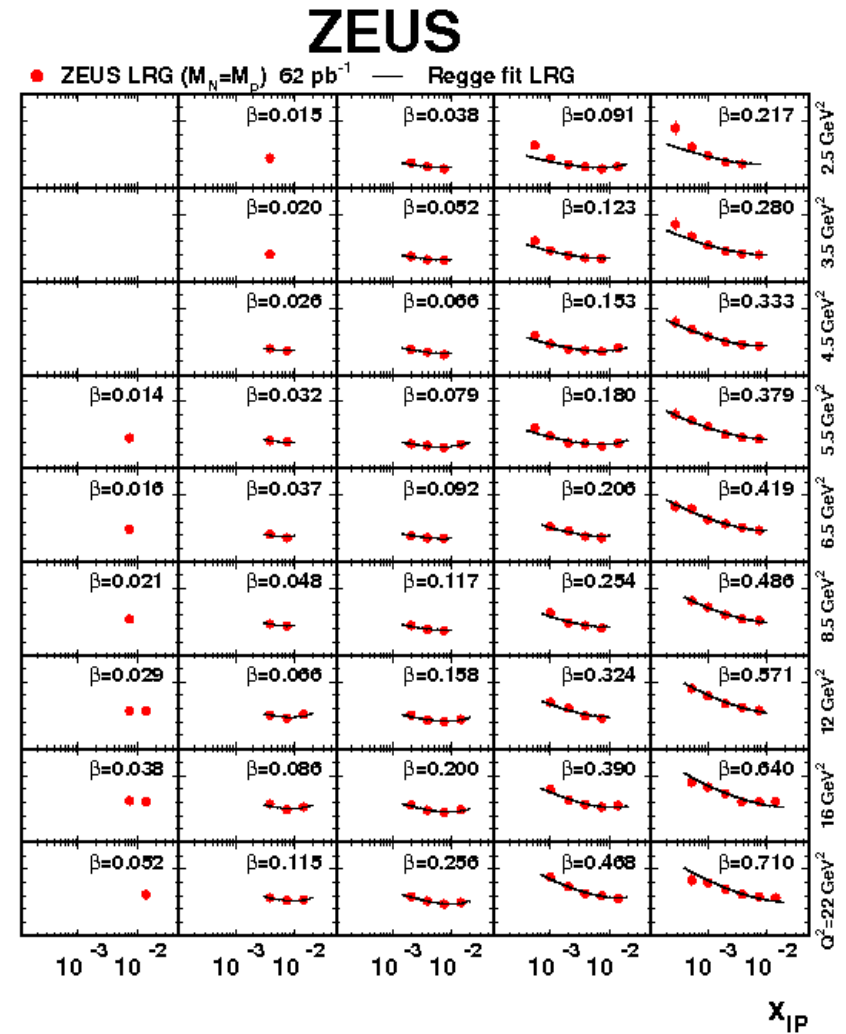 ZEUS
ZEUS LRG (M_N=M_p) 62 pb⁻¹ — Regge fit LRG
β=0.015 β=0.038 β=0.091 β=0.217 2.5 GeV²
β=0.020 β=0.052 β=0.123 β=0.280 3.5 GeV²
β=0.026 β=0.066 β=0.153 β=0.333 4.5 GeV²
β=0.014 β=0.032 β=0.079 β=0.180 β=0.379 5.5 GeV²
β=0.016 β=0.037 β=0.092 β=0.206 β=0.419 6.5 GeV²
β=0.021 β=0.048 β=0.117 β=0.254 β=0.486 8.5 GeV²
β=0.029 β=0.066 β=0.158 β=0.324 β=0.571 12 GeV²
β=0.038 β=0.086 β=0.200 β=0.390 β=0.640 16 GeV²
β=0.052 β=0.115 β=0.256 β=0.468 β=0.710 Q²=22 GeV²
10⁻³ 10⁻² 10⁻³ 10⁻² 10⁻³ 10⁻² 10⁻³ 10⁻² 10⁻³ 10⁻²
x_IP